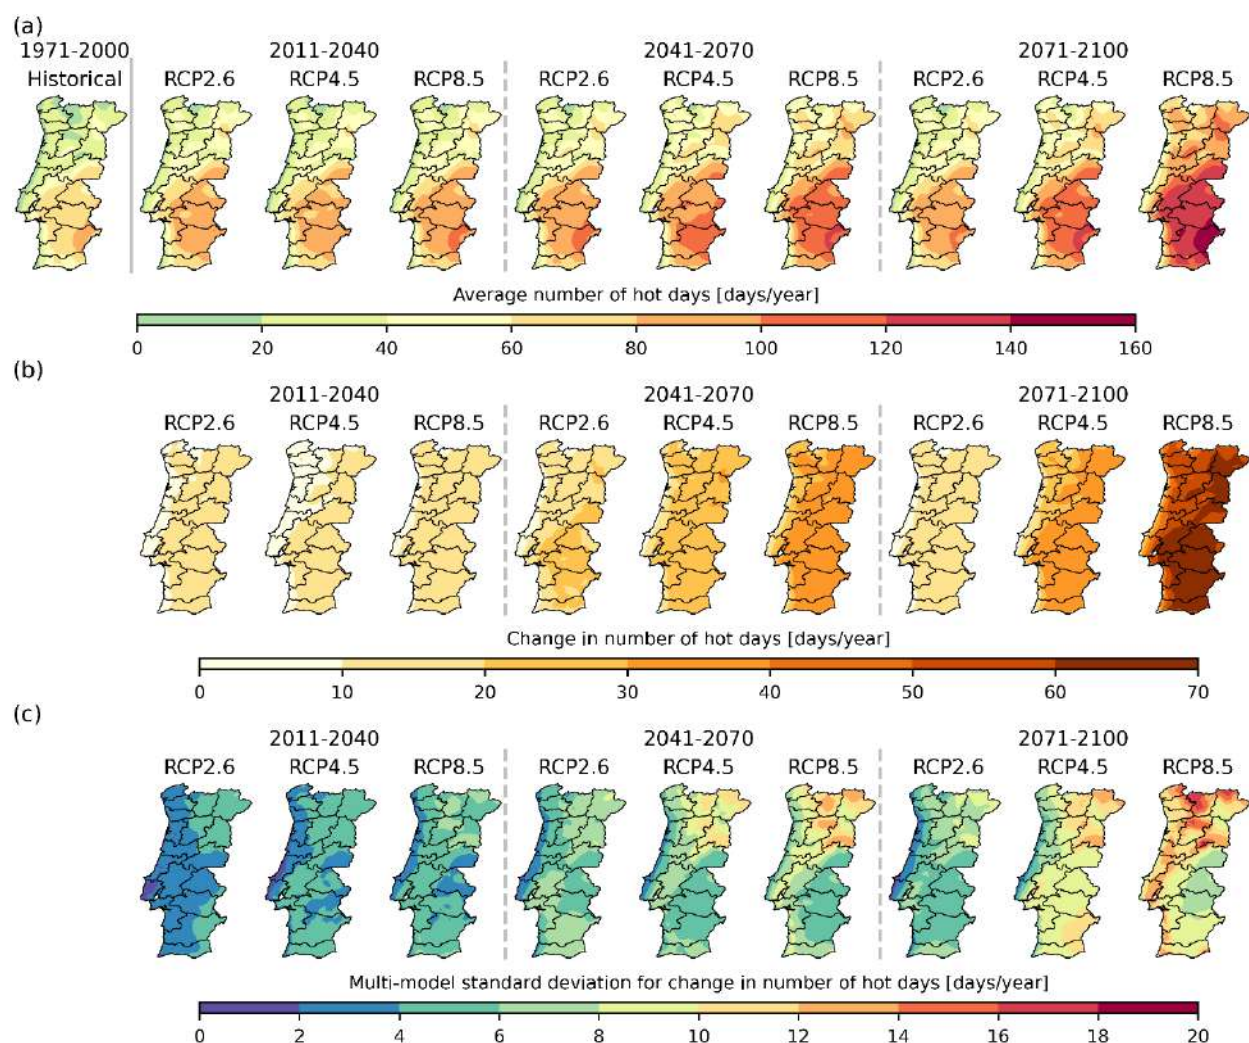 (a)
1971-2000 2011-2040 2041-2070 2071-2100
Historical RCP2.6 RCP4.5 RCP8.5 RCP2.6 RCP4.5 RCP8.5 RCP2.6 RCP4.5 RCP8.5
Average number of hot days [days/year]
0 20 40 60 80 100 120 140 160
(b)
2011-2040 2041-2070 2071-2100
RCP2.6 RCP4.5 RCP8.5 RCP2.6 RCP4.5 RCP8.5 RCP2.6 RCP4.5 RCP8.5
Change in number of hot days [days/year]
0 10 20 30 40 50 60 70
(c)
2011-2040 2041-2070 2071-2100
RCP2.6 RCP4.5 RCP8.5 RCP2.6 RCP4.5 RCP8.5 RCP2.6 RCP4.5 RCP8.5
Multi-model standard deviation for change in number of hot days [days/year]
0 2 4 6 8 10 12 14 16 18 20